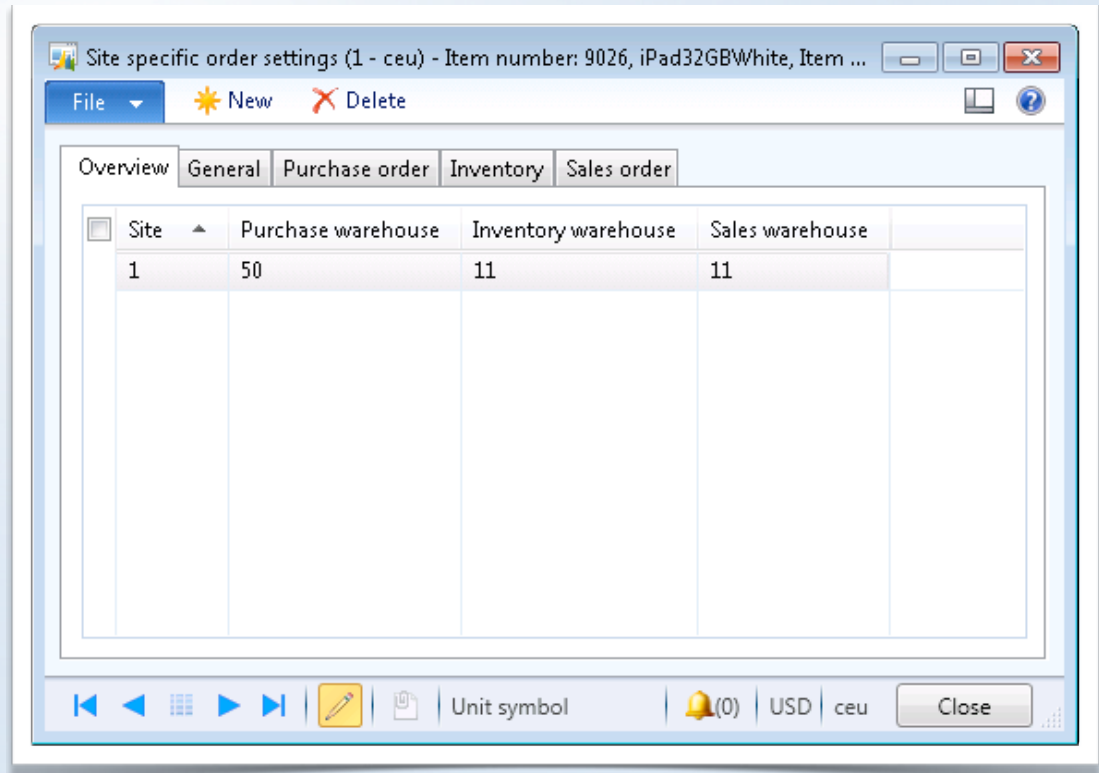 Site specific order settings (1 - ceu) - Item number: 9026, iPad32GBWhite, Item ...
File New Delete
Overview General Purchase order Inventory Sales order
Site Purchase warehouse Inventory warehouse Sales warehouse
1 50 11 11
Unit symbol (0) USD ceu Close